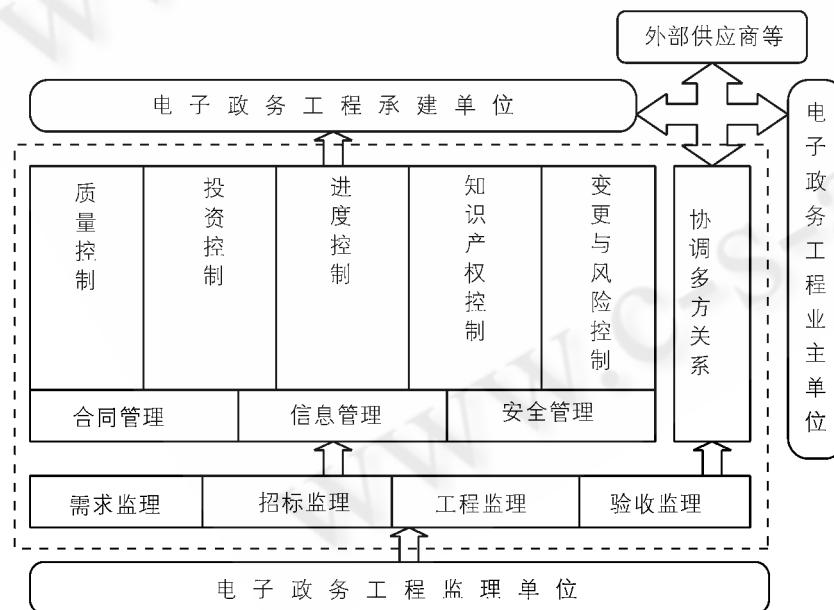 外部供应商等
电子政务工程承建单位
电子政务工程业主单位
质量控制
投资控制
进度控制
知识产权控制
变更与风险控制
协调多方关系
合同管理
信息管理
安全管理
需求监理
招标监理
工程监理
验收监理
电子政务工程监理单位
www.c-s-